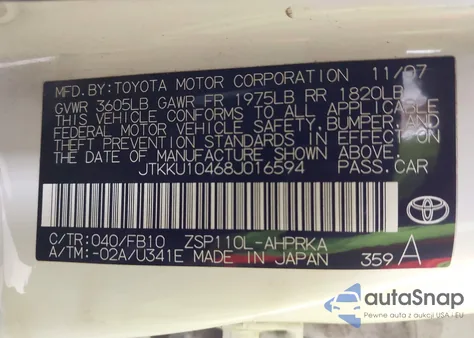 MFD.BY:TOYOTA MOTOR CORPORATION 11/07
GVWR 3605LB GAWR FR 1975LB RR 1820LB
THIS VEHICLE CONFORMS TO ALL APPLICABLE
FEDERAL MOTOR VEHICLE SAFETY, BUMPER, AND
THEFT PREVENTION STANDARDS IN EFFECT ON
THE DATE OF MANUFACTURE SHOWN ABOVE.
JTKKU10468J016594 PASS.CAR
C/TR:040/FB10 ZSP110L-AHPRKA
A/TM:-02A/U341E MADE IN JAPAN 359 A
autoSnap
Pewne auta z aukcji USA i EU